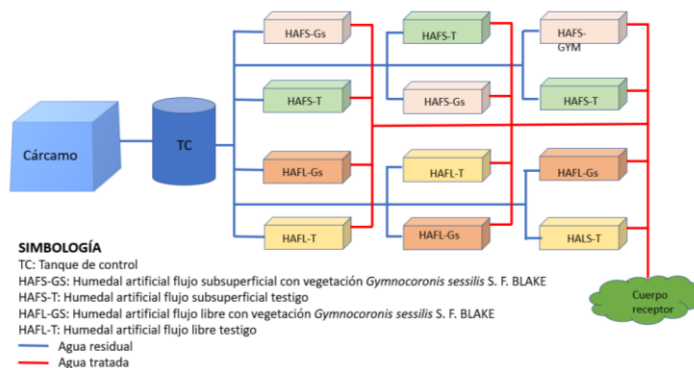 HAFS-Gs
HAFS-T
HAFS-
GYM
HAFS-T
HAFS-Gs
HAFS-T
Cárcamo
TC
HAFL-Gs
HAFL-T
HAFL-Gs
HAFL-T
HAFL-Gs
HALS-T
SIMBOLOGÍA
TC: Tanque de control
HAFS-GS: Humedal artificial flujo subsuperficial con vegetación Gymnocoronis sessilis S. F. BLAKE
HAFS-T: Humedal artificial flujo subsuperficial testigo
HAFL-GS: Humedal artificial flujo libre con vegetación Gymnocoronis sessilis S. F. BLAKE
HAFL-T: Humedal artificial flujo libre testigo
Agua residual
Agua tratada
Cuerpo
receptor